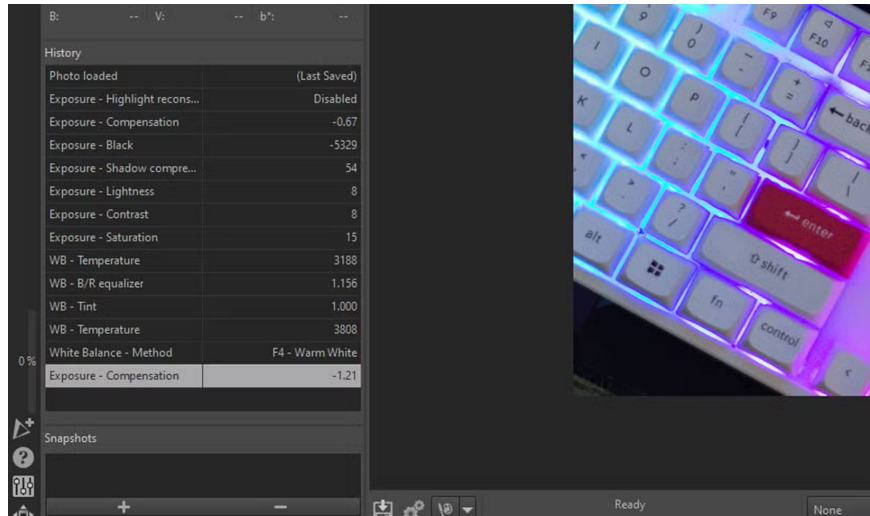 B: -- V: -- b*: --
History
Photo loaded (Last Saved)
Exposure - Highlight recons... Disabled
Exposure - Compensation -0.67
Exposure - Black -5329
Exposure - Shadow compre... 54
Exposure - Lightness 8
Exposure - Contrast 8
Exposure - Saturation 15
WB - Temperature 3188
WB - B/R equalizer 1.156
WB - Tint 1.000
WB - Temperature 3808
White Balance - Method F4 - Warm White
Exposure - Compensation -1.21
0%
Snapshots
+ −
Ready
None
9 ) 0 - F9 F10
I O P { [ + = back
K L : ; " ' } ] | \
< > . ? / enter
alt shift
fn control